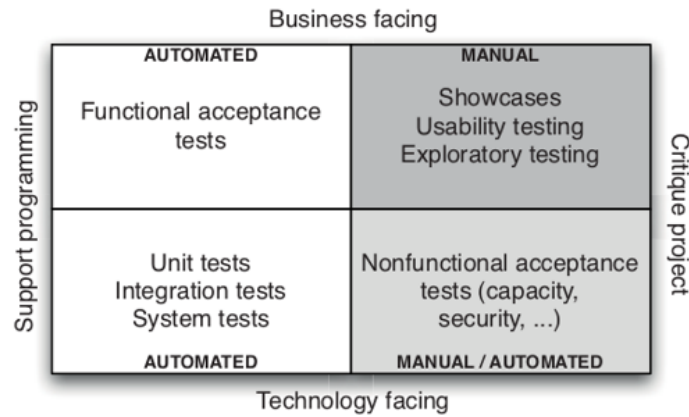 Business facing
AUTOMATED
Functional acceptance
tests
MANUAL
Showcases
Usability testing
Exploratory testing
Support programming
Critique project
Unit tests
Integration tests
System tests
AUTOMATED
Nonfunctional acceptance
tests (capacity,
security, ...)
MANUAL / AUTOMATED
Technology facing